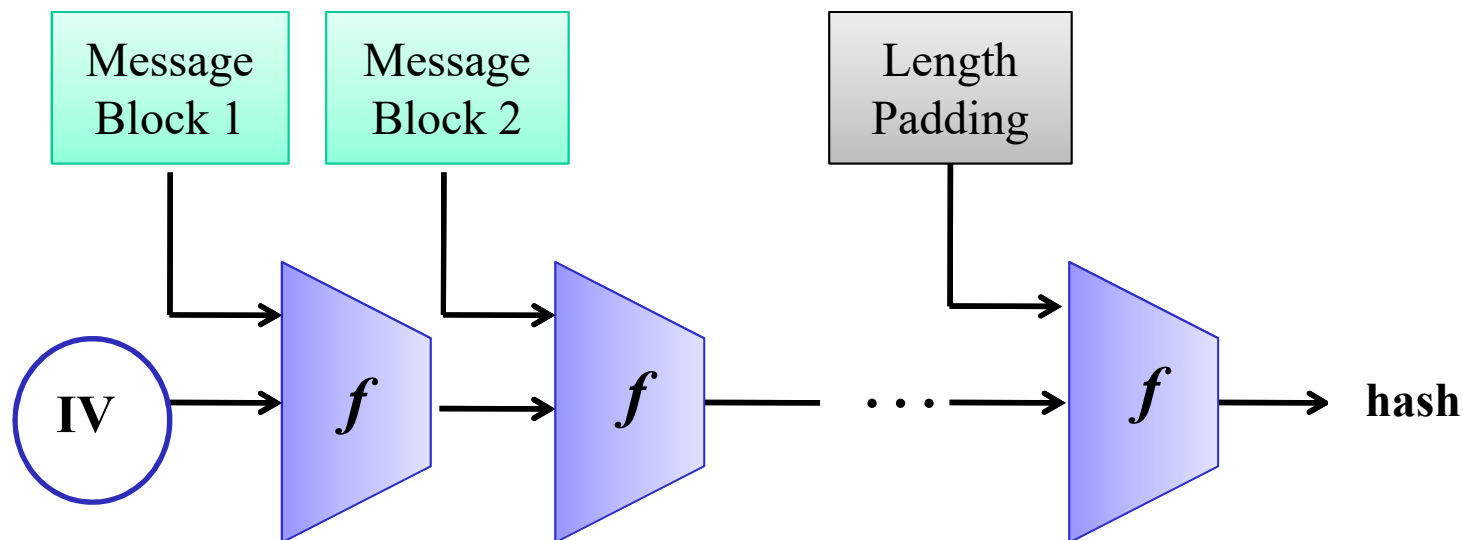 Message
Block 1
Message
Block 2
Length
Padding
IV
f
f
. . .
f
hash